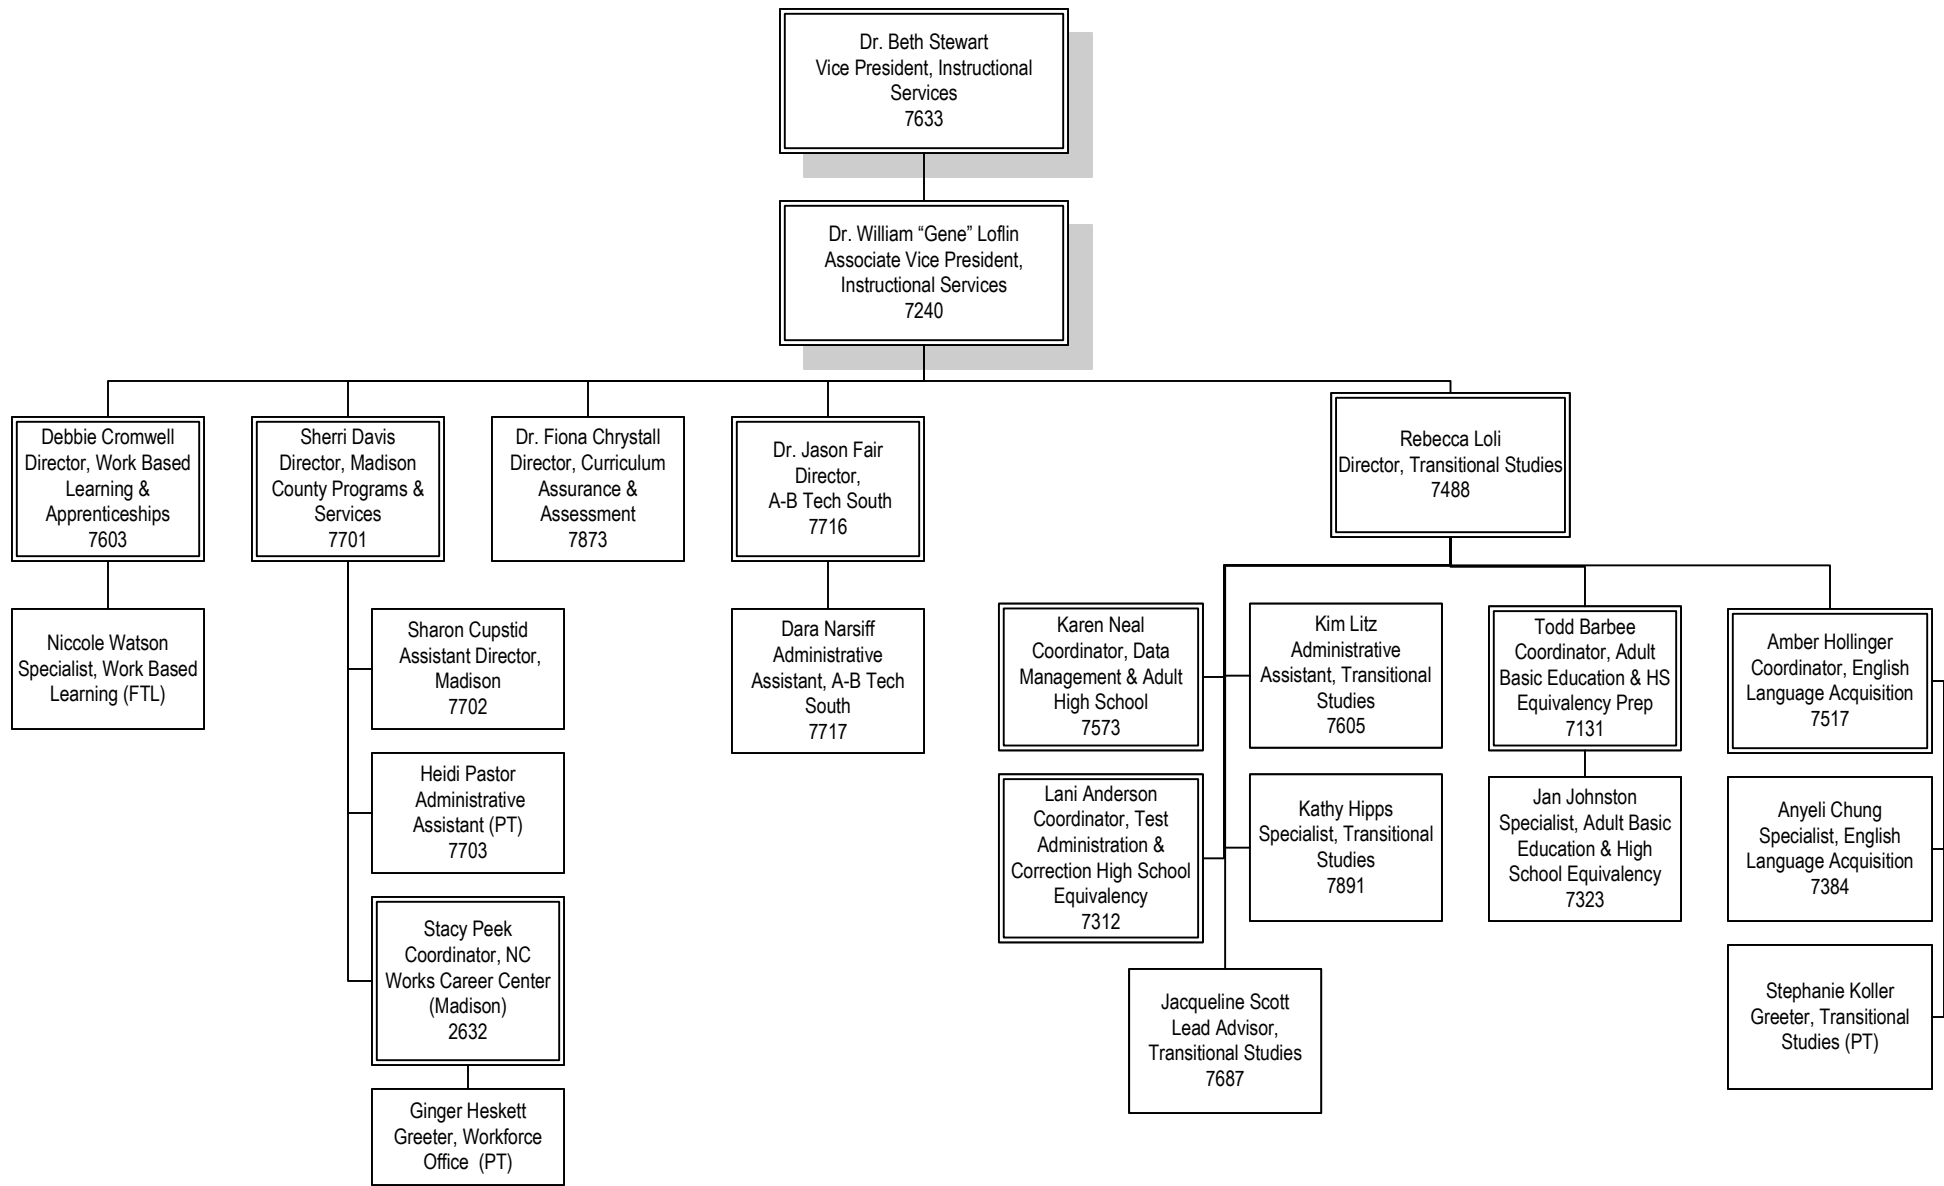 Dr. Beth Stewart
Vice President, Instructional
Services
7633
Dr. William “Gene” Loflin
Associate Vice President,
Instructional Services
7240
Debbie Cromwell
Director, Work Based
Learning &
Apprenticeships
7603
Sherri Davis
Director, Madison
County Programs &
Services
7701
Dr. Fiona Chrystall
Director, Curriculum
Assurance &
Assessment
7873
Dr. Jason Fair
Director,
A-B Tech South
7716
Rebecca Loli
Director, Transitional Studies
7488
Niccole Watson
Specialist, Work Based
Learning (FTL)
Sharon Cupstid
Assistant Director,
Madison
7702
Heidi Pastor
Administrative
Assistant (PT)
7703
Stacy Peek
Coordinator, NC
Works Career Center
(Madison)
2632
Ginger Heskett
Greeter, Workforce
Office (PT)
Dara Narsiff
Administrative
Assistant, A-B Tech
South
7717
Karen Neal
Coordinator, Data
Management & Adult
High School
7573
Kim Litz
Administrative
Assistant, Transitional
Studies
7605
Todd Barbee
Coordinator, Adult
Basic Education & HS
Equivalency Prep
7131
Amber Hollinger
Coordinator, English
Language Acquisition
7517
Lani Anderson
Coordinator, Test
Administration &
Correction High School
Equivalency
7312
Kathy Hipps
Specialist, Transitional
Studies
7891
Jan Johnston
Specialist, Adult Basic
Education & High
School Equivalency
7323
Anyeli Chung
Specialist, English
Language Acquisition
7384
Jacqueline Scott
Lead Advisor,
Transitional Studies
7687
Stephanie Koller
Greeter, Transitional
Studies (PT)